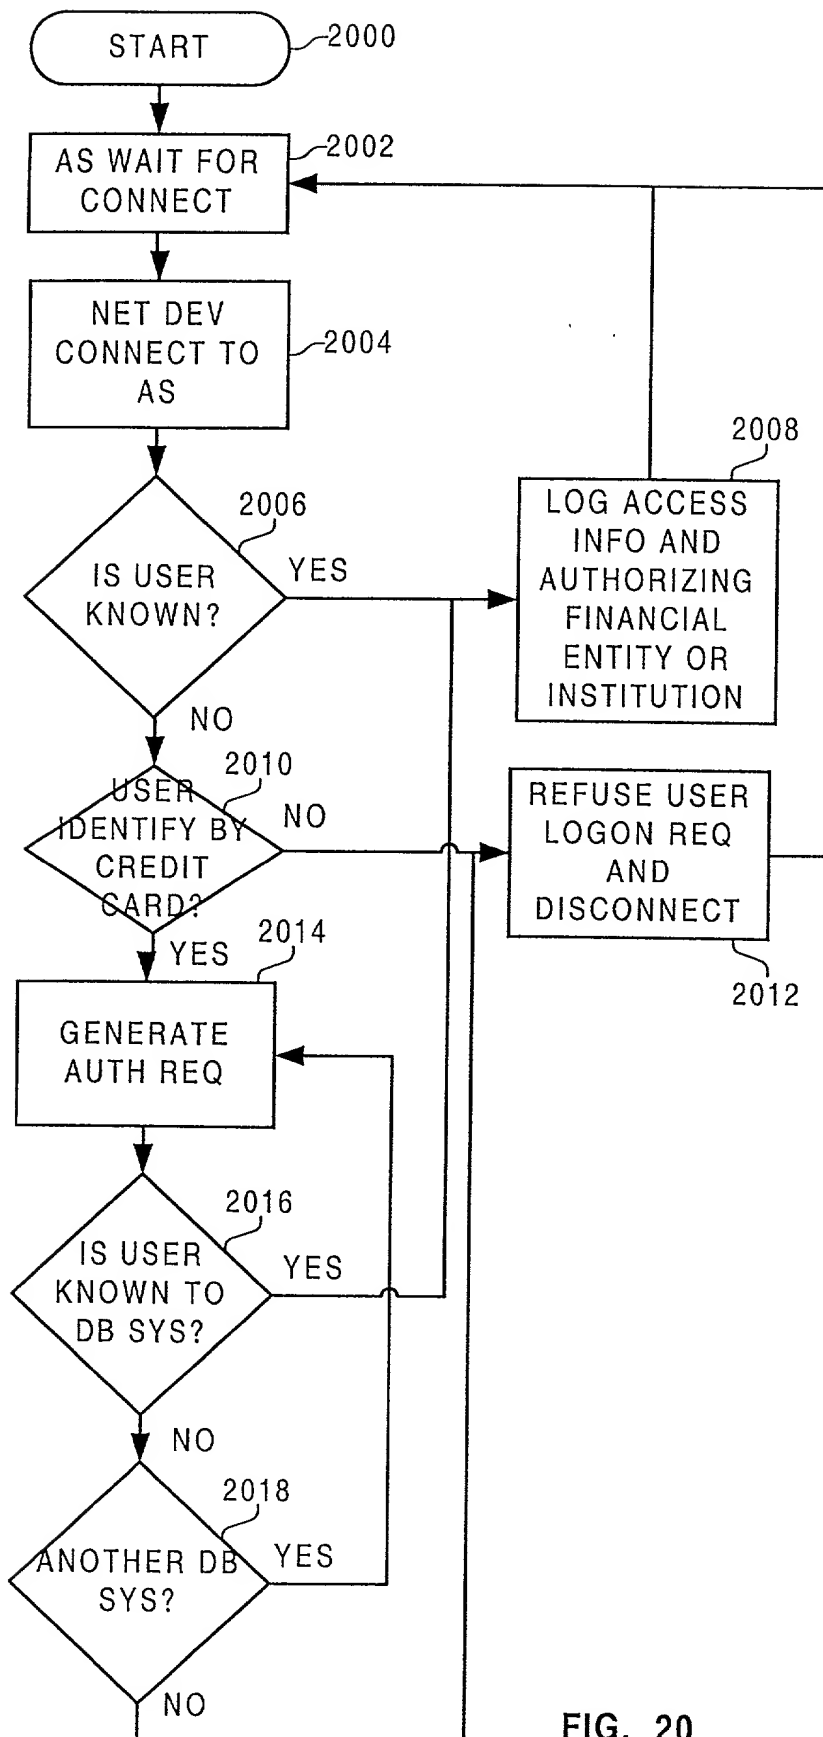 START
2000
AS WAIT FOR
CONNECT
2002
NET DEV
CONNECT TO
AS
2004
2006
IS USER
KNOWN?
YES
NO
2008
LOG ACCESS
INFO AND
AUTHORIZING
FINANCIAL
ENTITY OR
INSTITUTION
2010
USER
IDENTIFY BY
CREDIT
CARD?
NO
YES
REFUSE USER
LOGON REQ
AND
DISCONNECT
2012
2014
GENERATE
AUTH REQ
2016
IS USER
KNOWN TO
DB SYS?
YES
NO
2018
ANOTHER DB
SYS?
YES
NO
FIG. 20